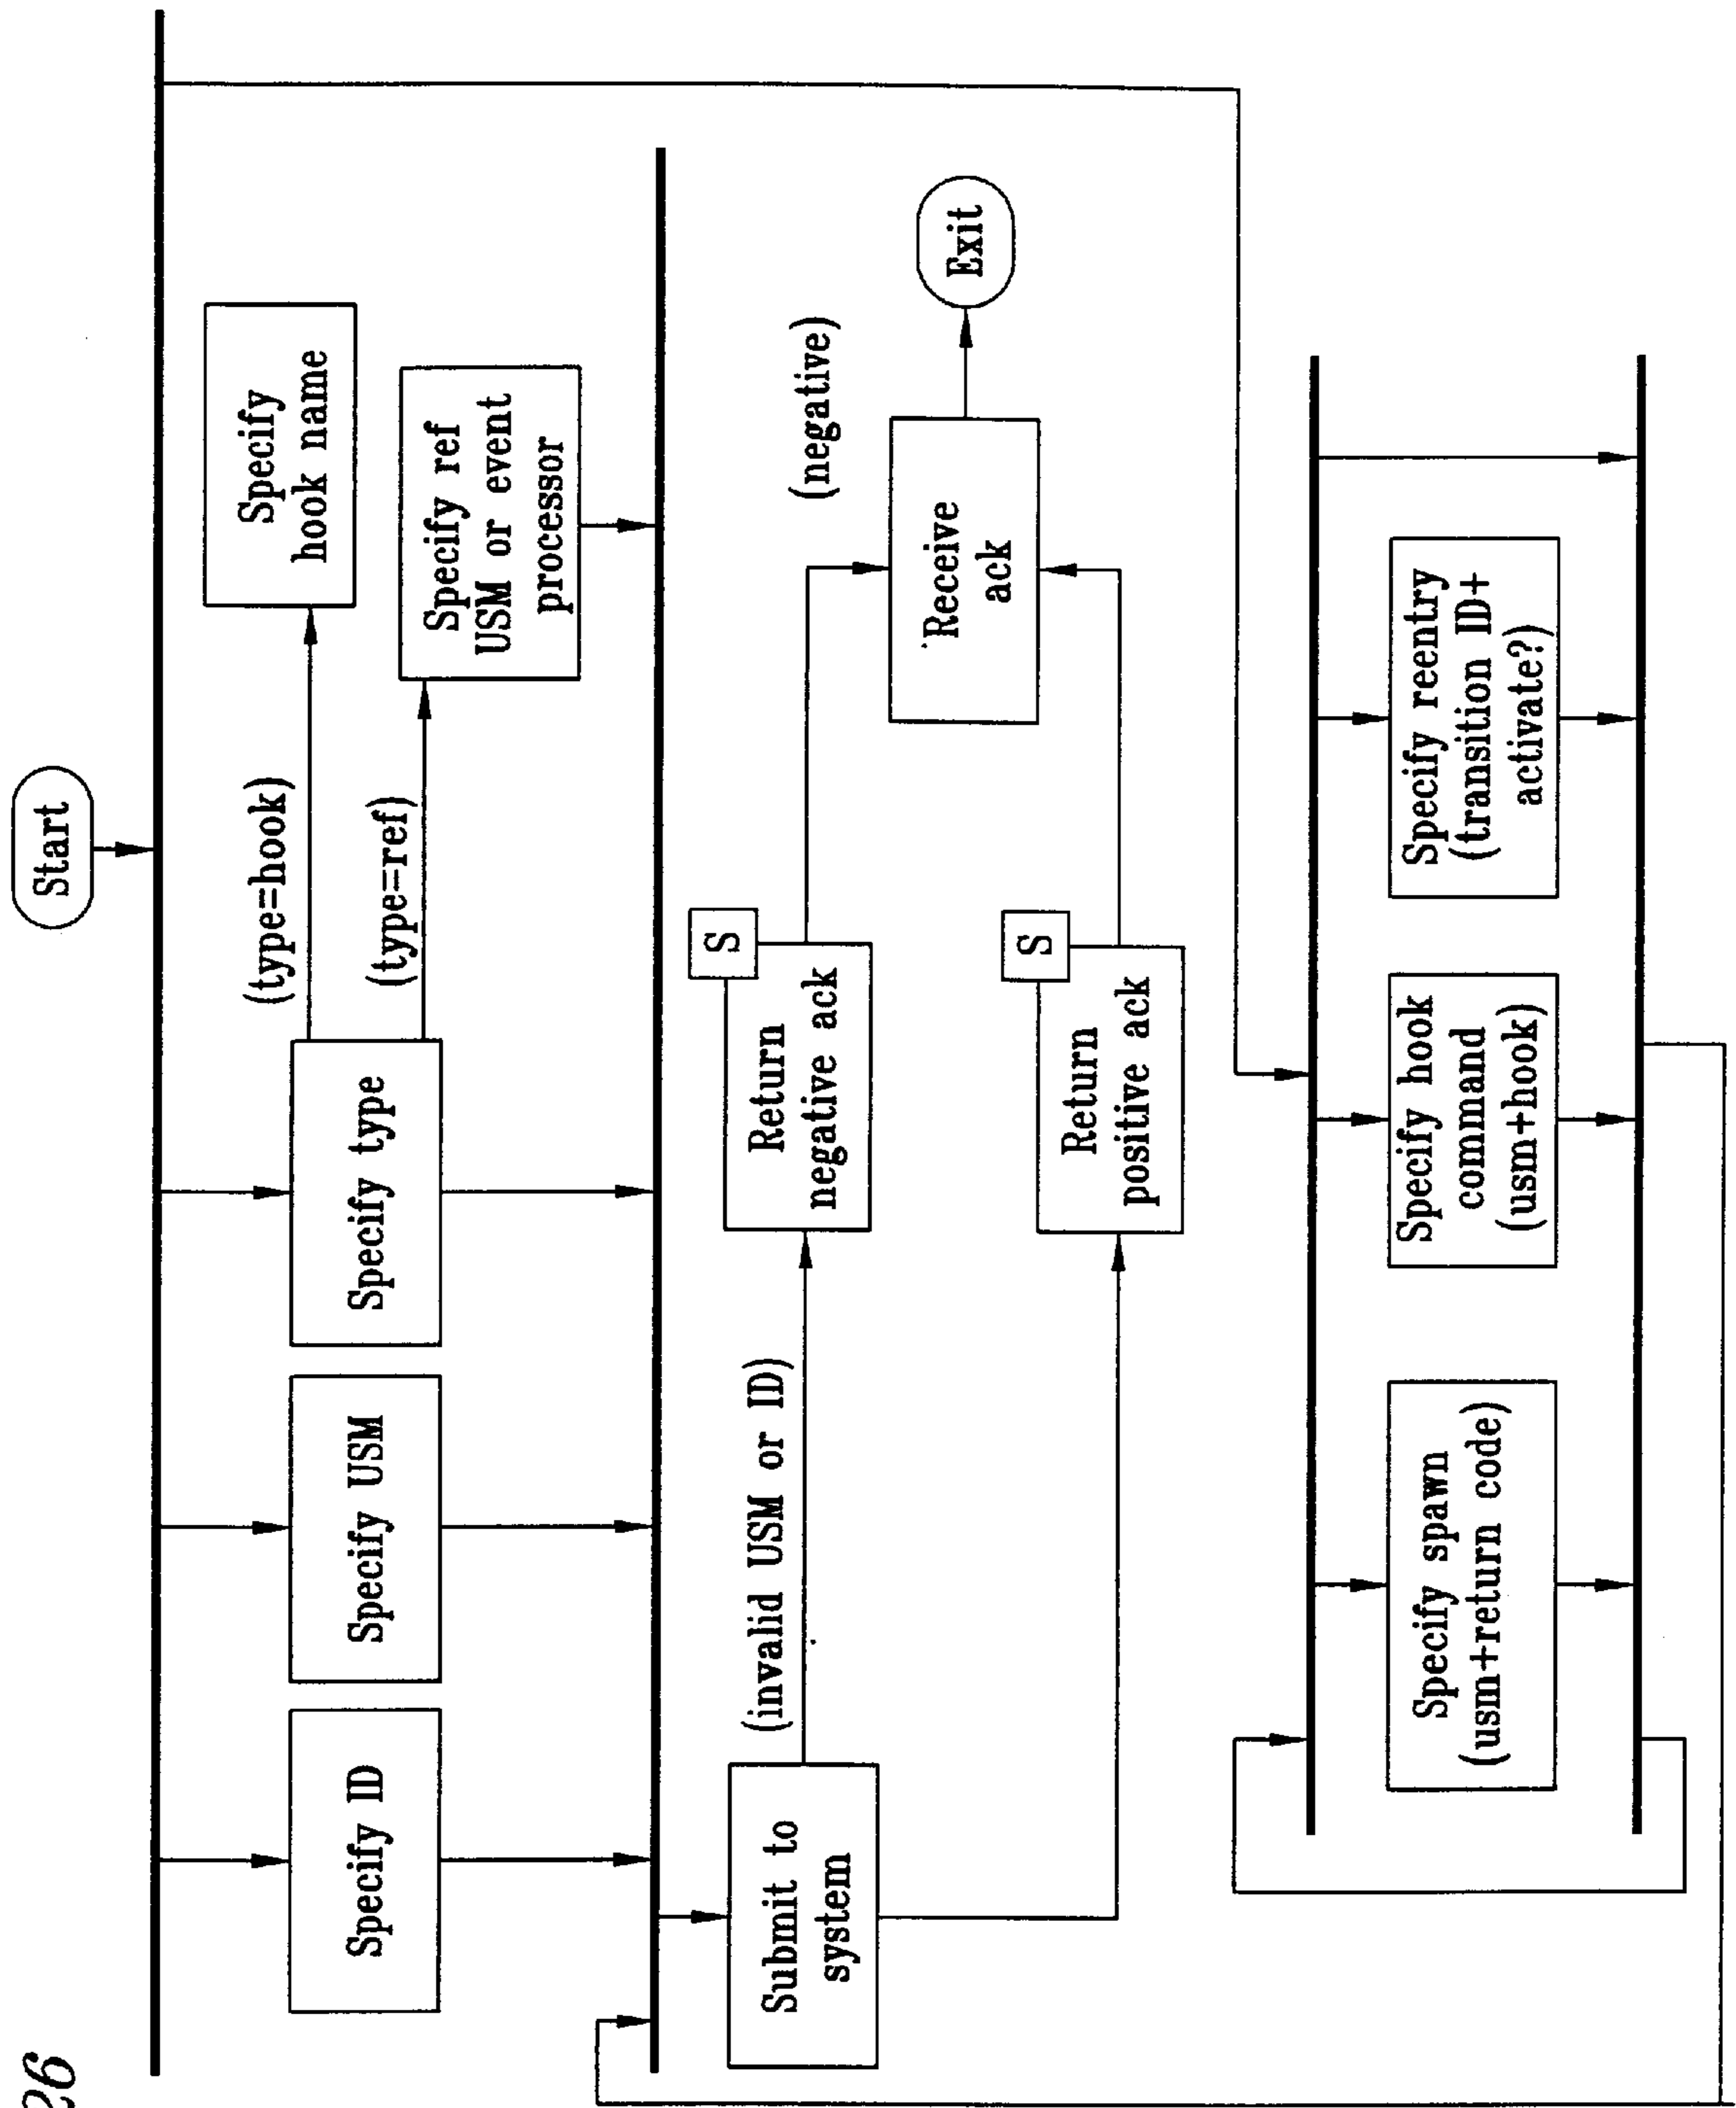 26
Start
Specify ID
Specify USM
Specify type
(type=hook)
(type=ref)
Specify
hook name
Specify ref
USM or event
processor
Submit to
system
(invalid USM or ID)
Return
negative ack
S
Return
positive ack
S
Receive
ack
(negative)
Exit
Specify spawn
(usm+return code)
Specify hook
command
(usm+hook)
Specify reentry
(transition ID+
activate?)